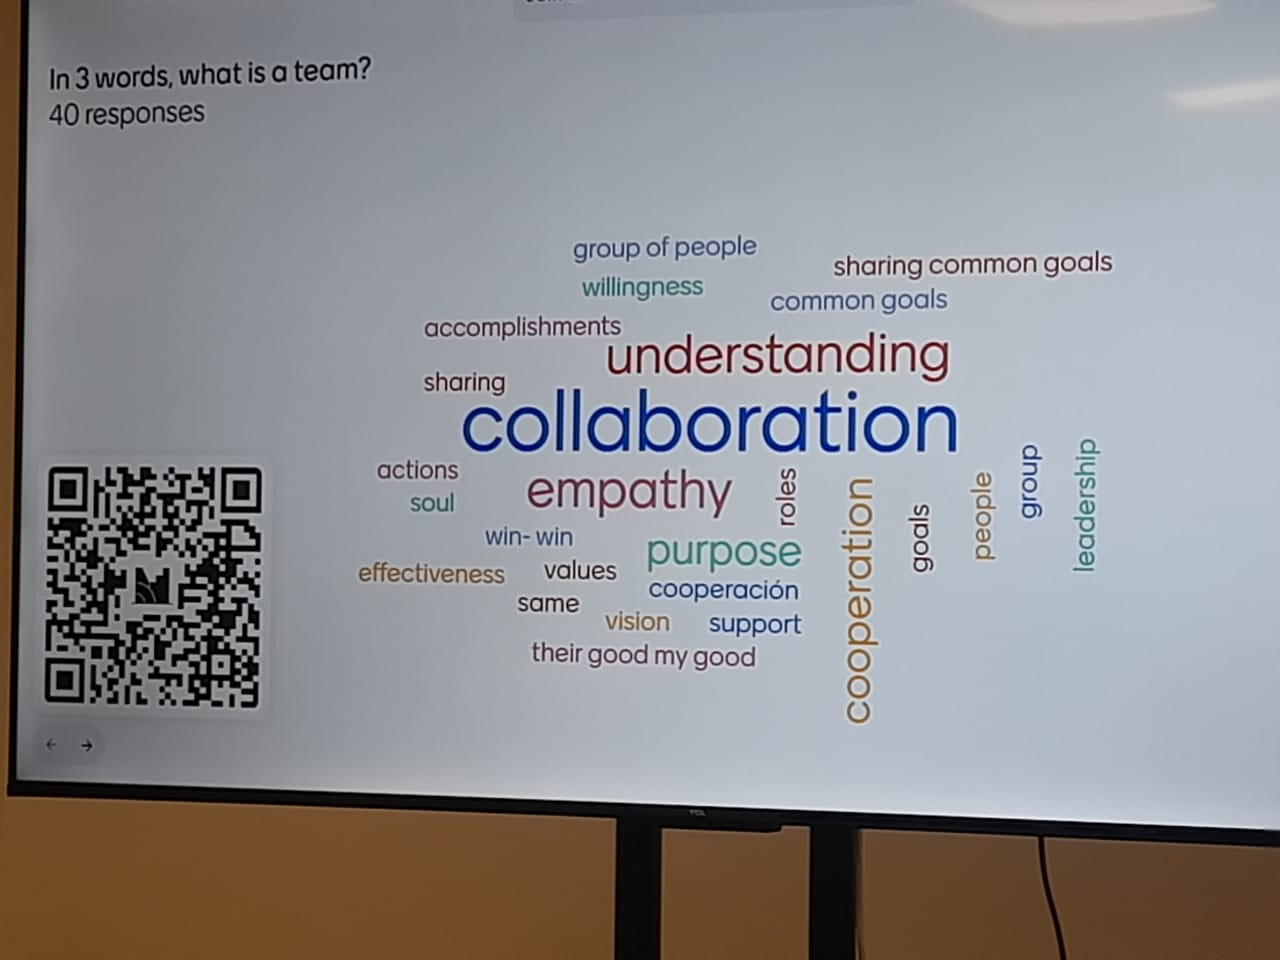 In 3 words, what is a team?
40 responses
group of people
sharing common goals
willingness
common goals
accomplishments
understanding
sharing
collaboration
actions
empathy
roles
cooperation
goals
people
group
leadership
soul
win- win
purpose
effectiveness
values
cooperación
same
vision
support
their good my good
TCL